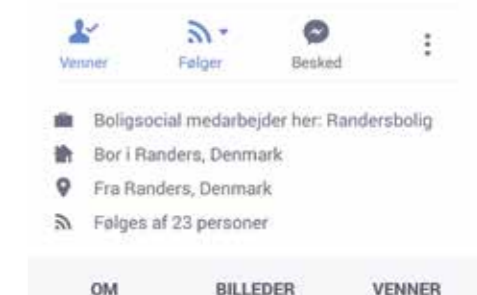 Venner Følger Besked
Boligsocial medarbejder her: Randersbolig
Bor i Randers, Denmark
Fra Randers, Denmark
Følges af 23 personer
OM BILLEDER VENNER